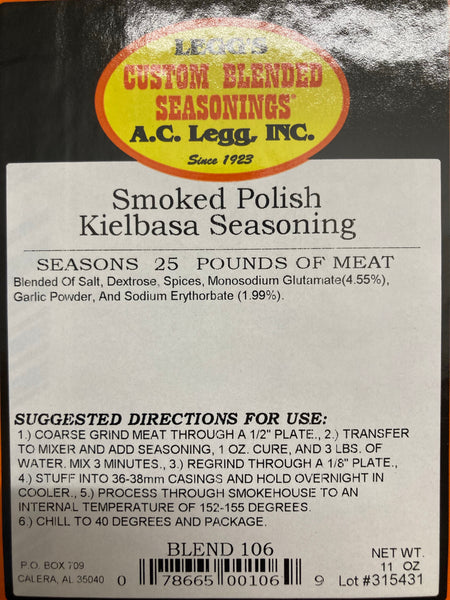 LEGG'S
CUSTOM BLENDED
SEASONINGS®
A.C. Legg, INC.
Since 1923
Smoked Polish
Kielbasa Seasoning
SEASONS 25 POUNDS OF MEAT
Blended Of Salt, Dextrose, Spices, Monosodium Glutamate(4.55%),
Garlic Powder, And Sodium Erythorbate (1.99%).
SUGGESTED DIRECTIONS FOR USE:
1.) COARSE GRIND MEAT THROUGH A 1/2" PLATE., 2.) TRANSFER
TO MIXER AND ADD SEASONING, 1 OZ. CURE, AND 3 LBS. OF
WATER. MIX 3 MINUTES., 3.) REGRIND THROUGH A 1/8" PLATE.,
4.) STUFF INTO 36-38mm CASINGS AND HOLD OVERNIGHT IN
COOLER., 5.) PROCESS THROUGH SMOKEHOUSE TO AN
INTERNAL TEMPERATURE OF 152-155 DEGREES.
6.) CHILL TO 40 DEGREES AND PACKAGE.
BLEND 106
P.O. BOX 709
CALERA, AL 35040
0 78665 00106 9
NET WT.
11 OZ
Lot #315431